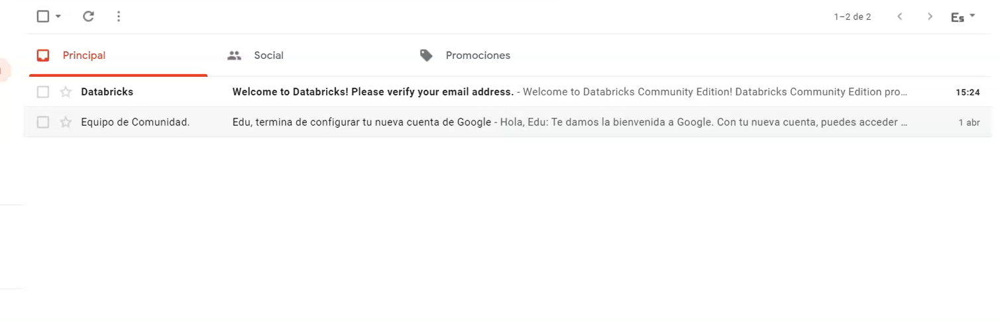 1–2 de 2 Es
Principal Social Promociones
Databricks Welcome to Databricks! Please verify your email address. - Welcome to Databricks Community Edition! Databricks Community Edition pro... 15:24
Equipo de Comunidad. Edu, termina de configurar tu nueva cuenta de Google - Hola, Edu: Te damos la bienvenida a Google. Con tu nueva cuenta, puedes acceder ... 1 abr